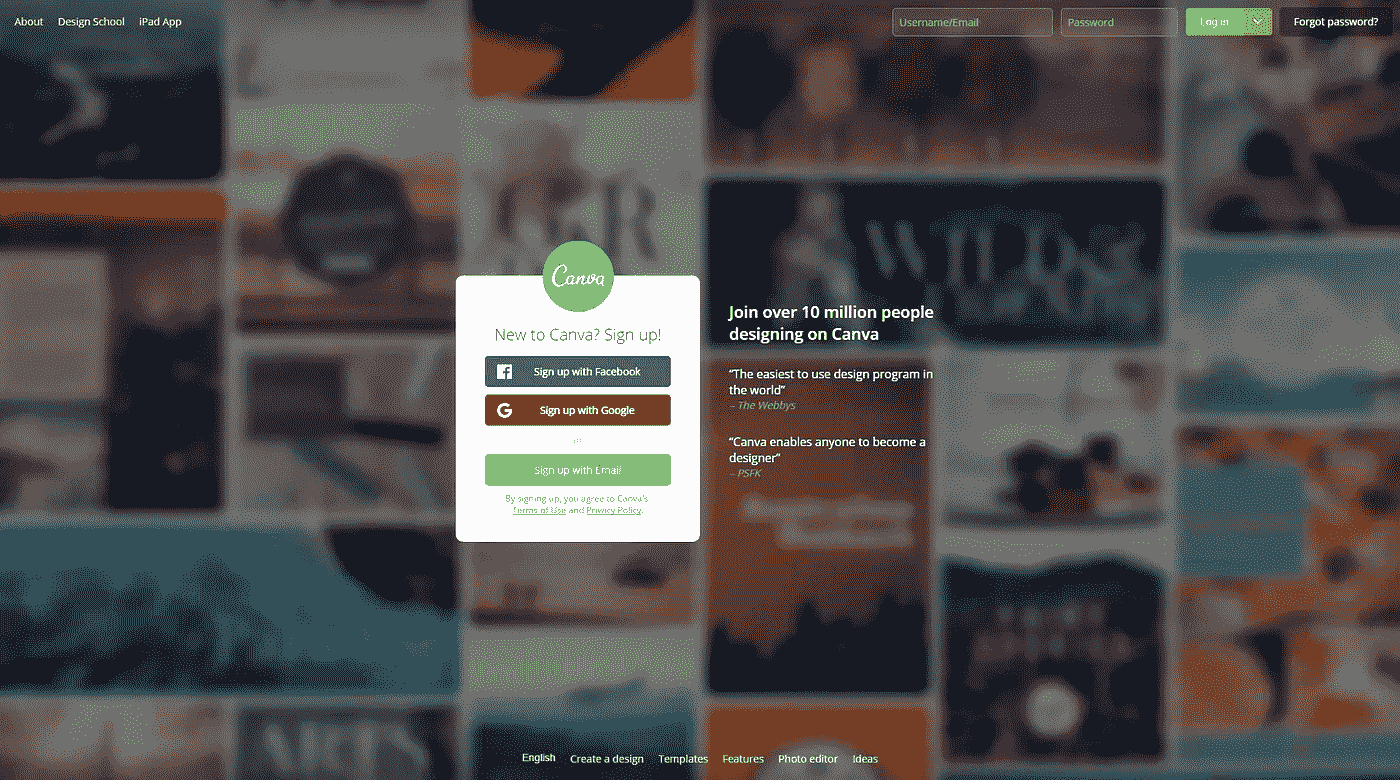 About Design School iPad App
Username/Email Password Log in Forgot password?
Canva
New to Canva? Sign up!
Sign up with Facebook
Sign up with Google
or
Sign up with Email
By signing up, you agree to Canva's
Terms of Use and Privacy Policy.
Join over 10 million people
designing on Canva
“The easiest to use design program in
the world”
– The Webbys
“Canva enables anyone to become a
designer”
– PSFK
English Create a design Templates Features Photo editor Ideas